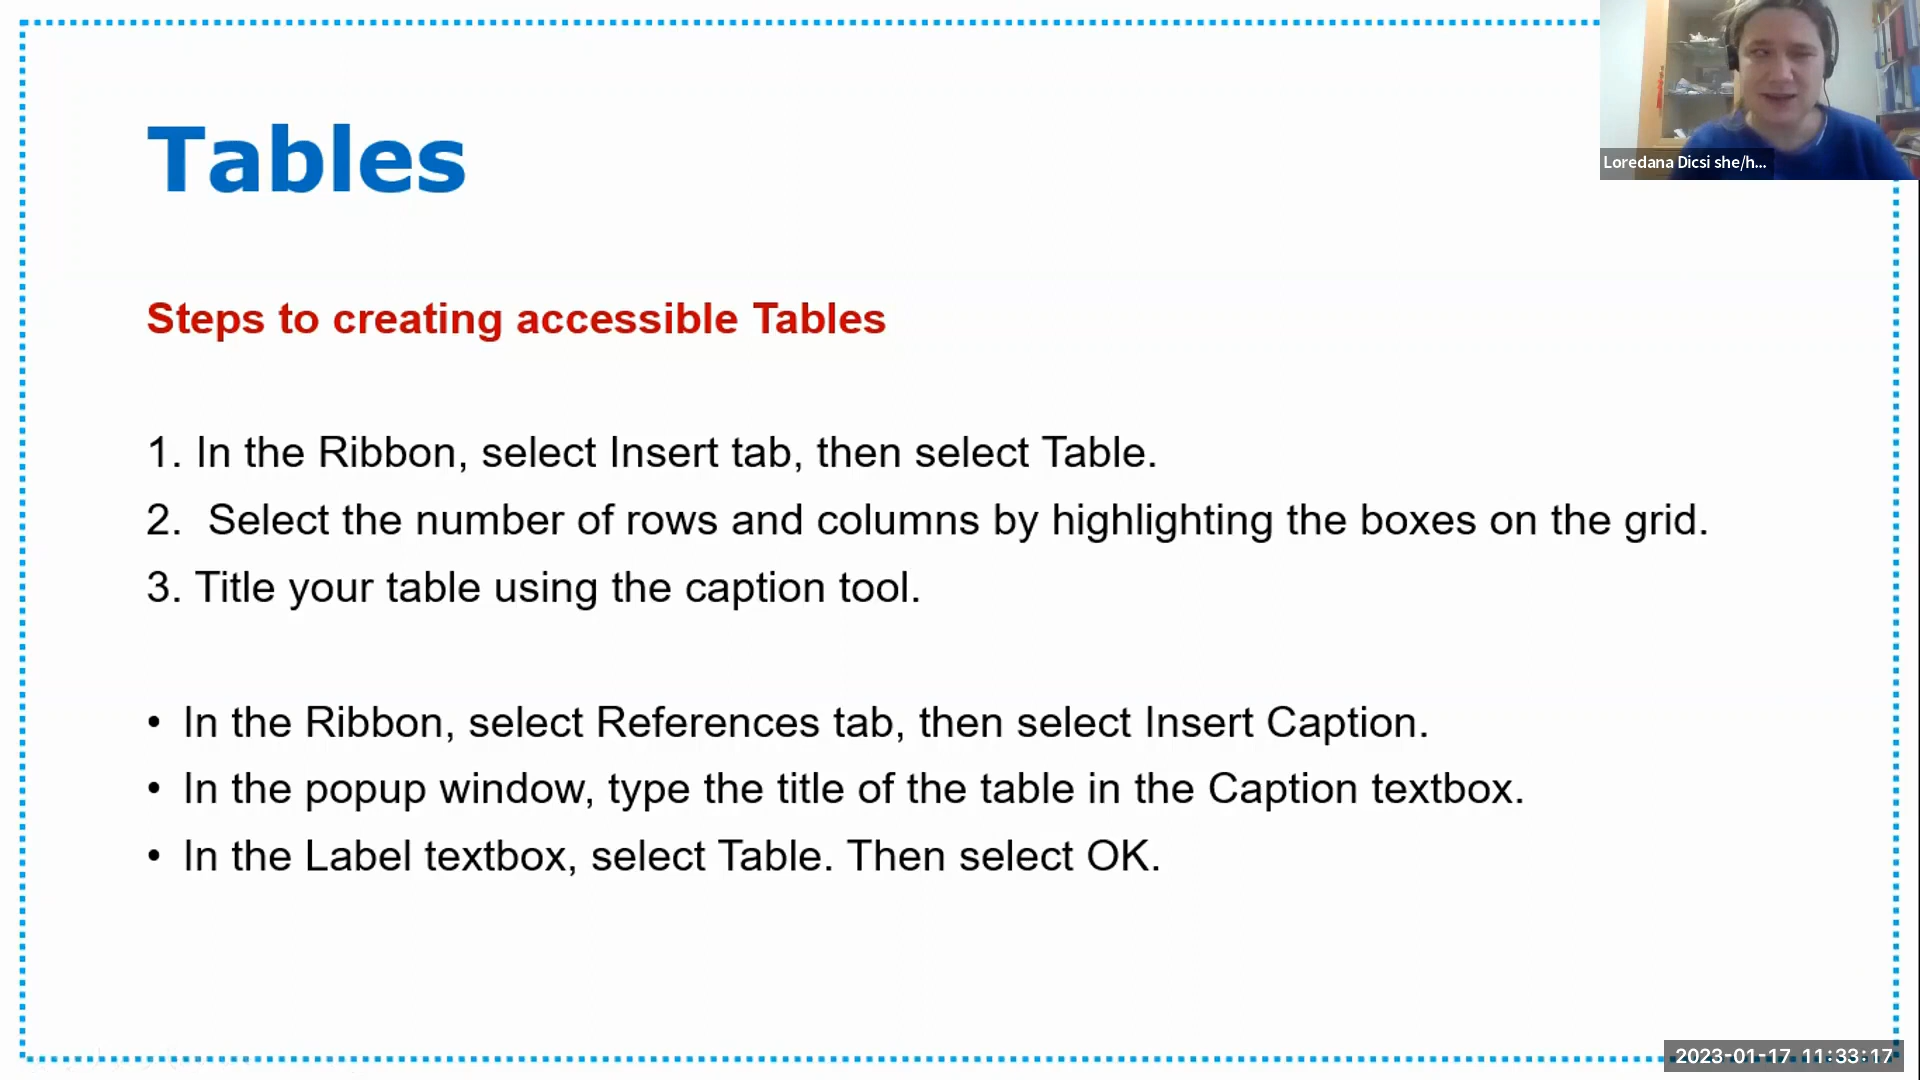 Tables
Loredana Dicsi she/h...
Steps to creating accessible Tables
1. In the Ribbon, select Insert tab, then select Table.
2. Select the number of rows and columns by highlighting the boxes on the grid.
3. Title your table using the caption tool.
• In the Ribbon, select References tab, then select Insert Caption.
• In the popup window, type the title of the table in the Caption textbox.
• In the Label textbox, select Table. Then select OK.
2023-01-17 11:33:17